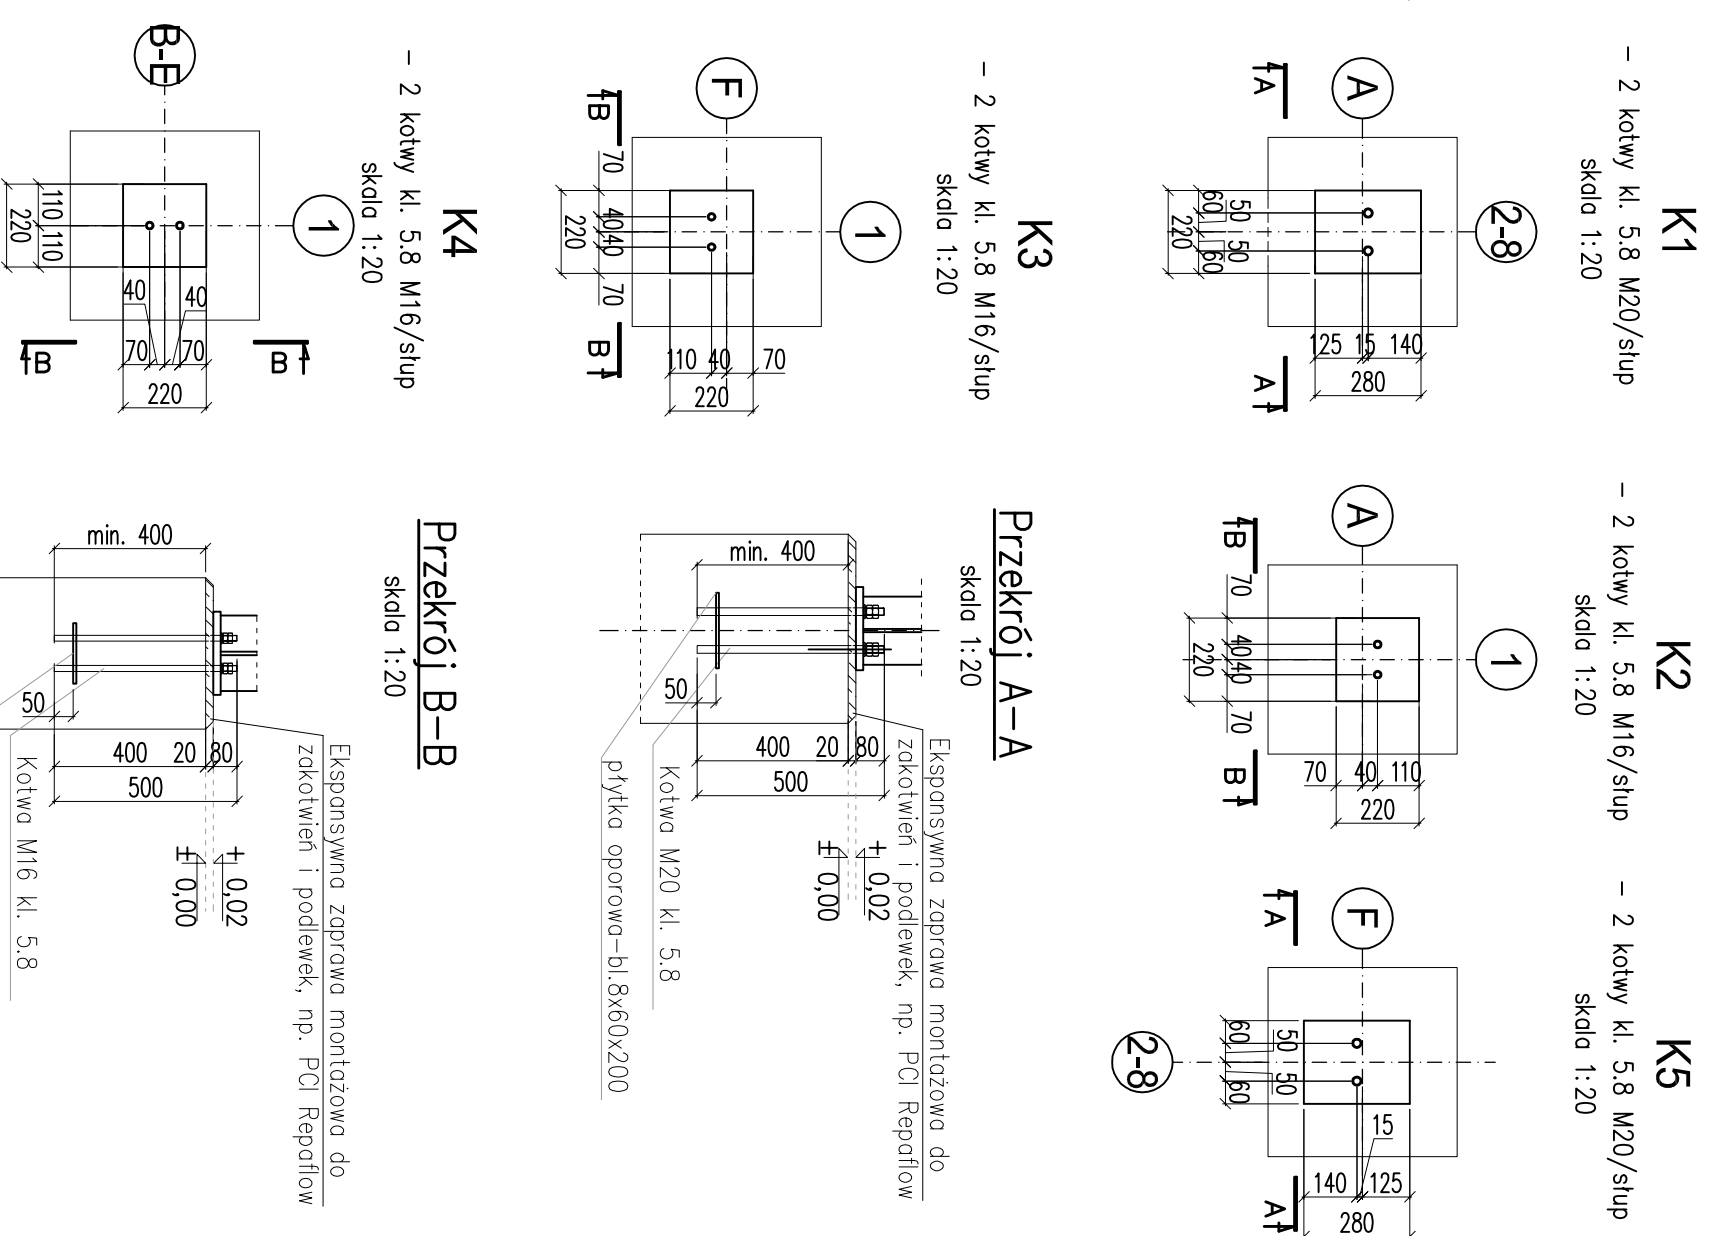 K1
- 2 kotwy kl. 5.8 M20/słup
skala 1:20
2-8
A
A
A
60
50
50
60
220
125
15
140
280
K2
- 2 kotwy kl. 5.8 M16/słup
skala 1:20
1
A
B
B
70
40
40
70
220
70
40
110
220
K5
- 2 kotwy kl. 5.8 M20/słup
skala 1:20
F
2-8
A
A
60
50
50
60
15
140
125
280
K3
- 2 kotwy kl. 5.8 M16/słup
skala 1:20
1
F
B
B
70
40
40
70
220
110
40
70
220
Przekrój A-A
skala 1:20
min. 400
50
400
20
80
500
+ 0,02
± 0,00
Ekspansywna zaprawa montażowa do
zakotwień i podlewek, np. PCI Repaflow
Kotwa M20 kl. 5.8
płytka oporowa-bl.8x60x200
K4
- 2 kotwy kl. 5.8 M16/słup
skala 1:20
1
B-E
110
110
220
40
40
70
70
220
B
B
Przekrój B-B
skala 1:20
min. 400
50
400
20
80
500
+ 0,02
± 0,00
Ekspansywna zaprawa montażowa do
zakotwień i podlewek, np. PCI Repaflow
Kotwa M16 kl. 5.8